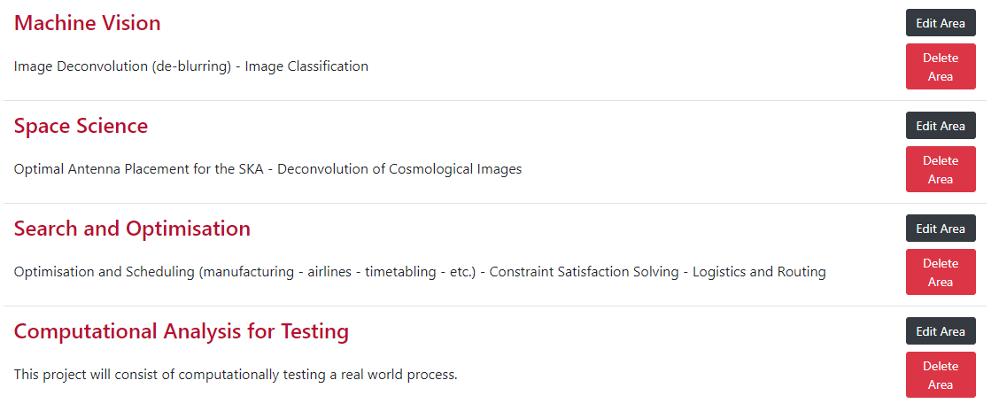 Machine Vision
Edit Area
Image Deconvolution (de-blurring) - Image Classification
Delete
Area
Space Science
Edit Area
Optimal Antenna Placement for the SKA - Deconvolution of Cosmological Images
Delete
Area
Search and Optimisation
Edit Area
Optimisation and Scheduling (manufacturing - airlines - timetabling - etc.) - Constraint Satisfaction Solving - Logistics and Routing
Delete
Area
Computational Analysis for Testing
Edit Area
This project will consist of computationally testing a real world process.
Delete
Area